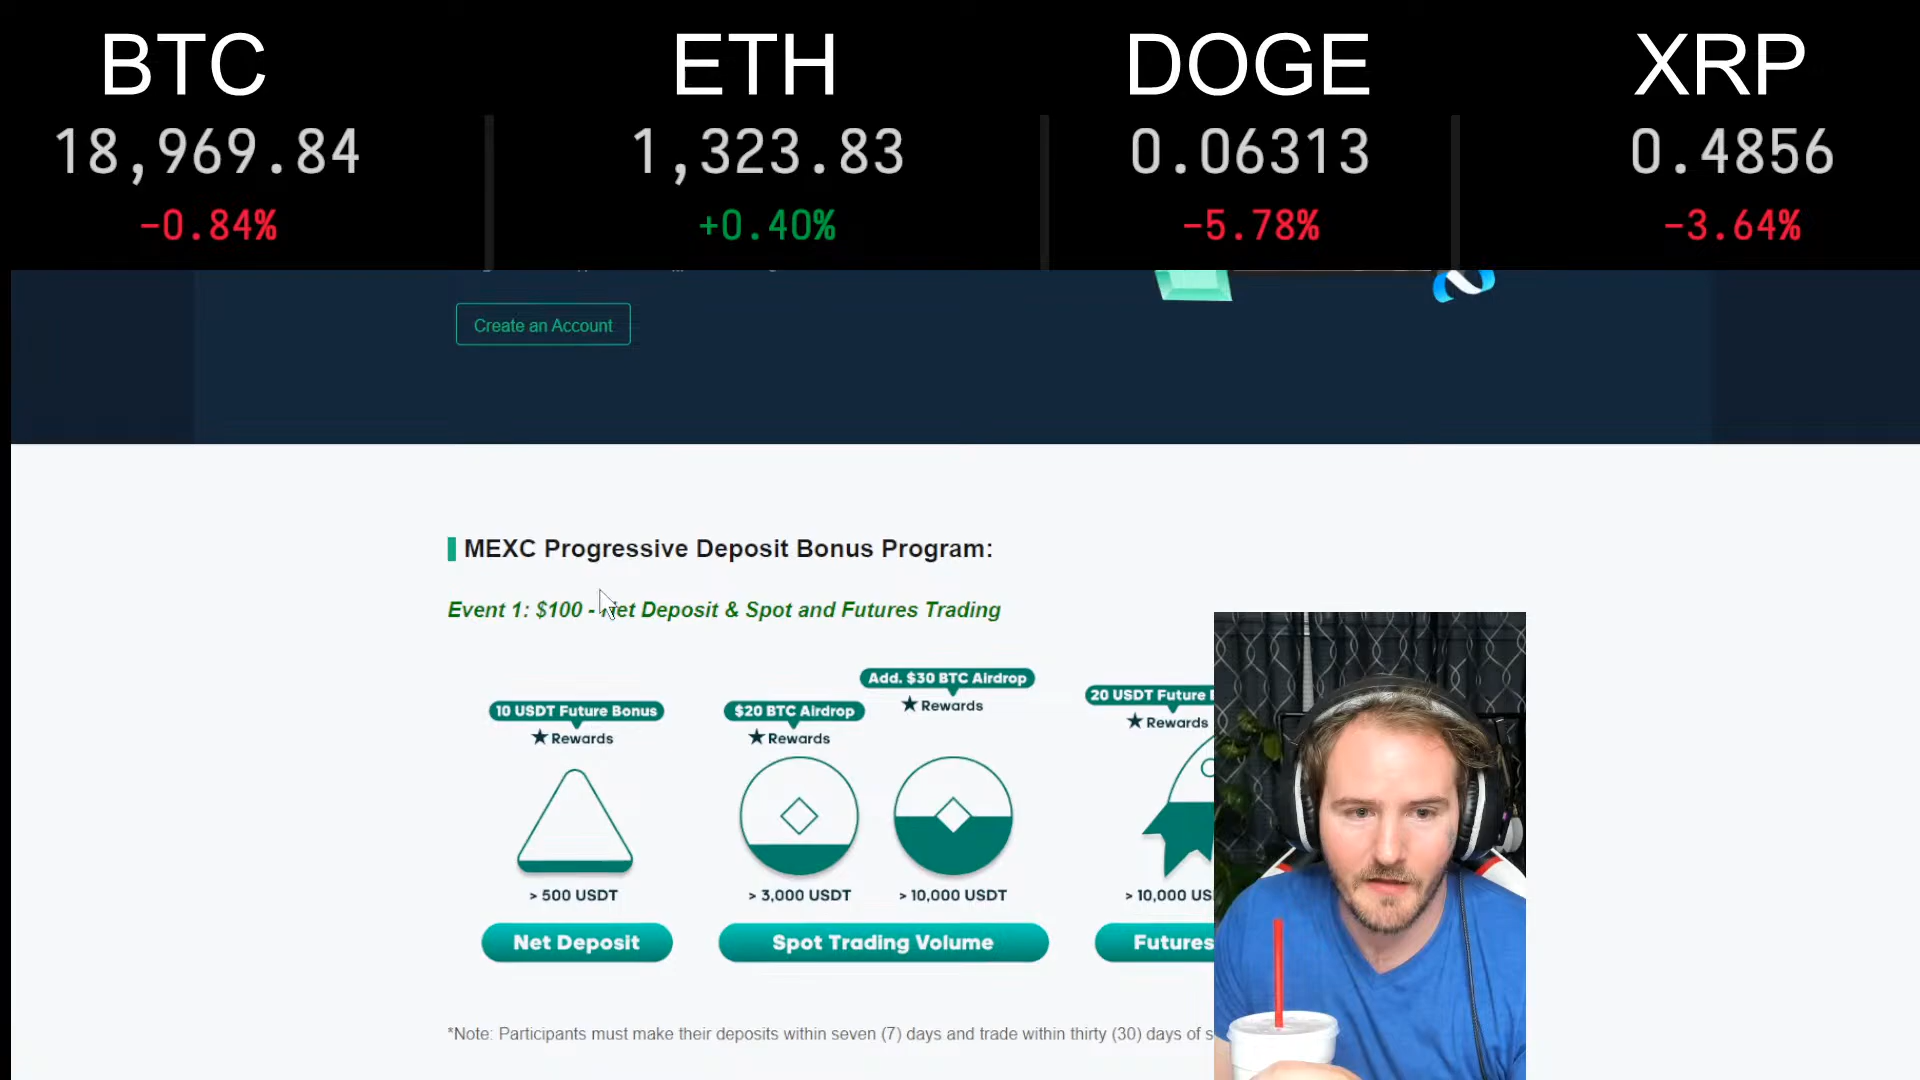 BTC ETH DOGE XRP
18,969.84 1,323.83 0.06313 0.4856
-0.84% +0.40% -5.78% -3.64%
Create an Account
MEXC Progressive Deposit Bonus Program:
Event 1: $100 - Net Deposit & Spot and Futures Trading
Add. $30 BTC Airdrop
★ Rewards
10 USDT Future Bonus $20 BTC Airdrop 20 USDT Future
★ Rewards ★ Rewards ★ Rewards
> 500 USDT > 3,000 USDT > 10,000 USDT > 10,000 US
Net Deposit Spot Trading Volume Futures
*Note: Participants must make their deposits within seven (7) days and trade within thirty (30) days of s